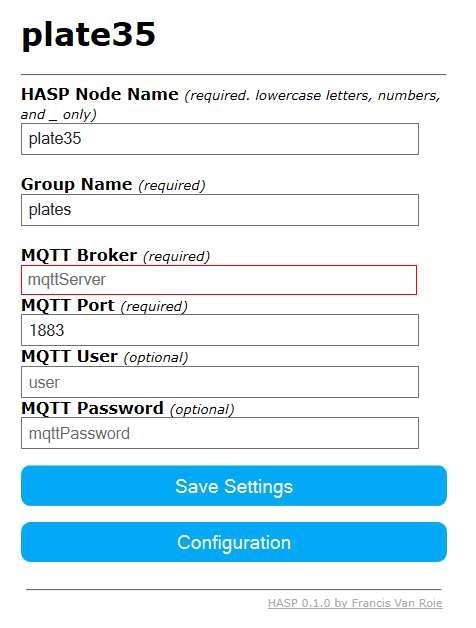 plate35
HASP Node Name (required. lowercase letters, numbers,
and _ only)
plate35
Group Name (required)
plates
MQTT Broker (required)
mqttServer
MQTT Port (required)
1883
MQTT User (optional)
user
MQTT Password (optional)
mqttPassword
Save Settings
Configuration
HASP 0.1.0 by Francis Van Roie